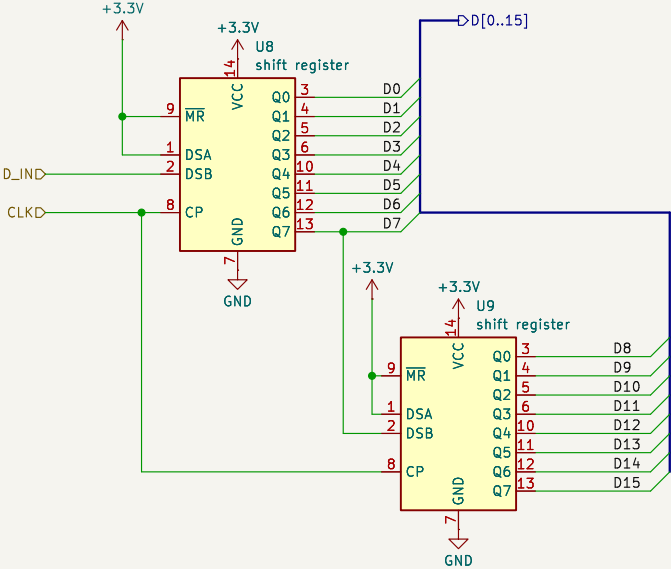 +3.3V
+3.3V
U8
shift register
14
VCC
D[0..15]
9 MR Q0 3 D0
Q1 4 D1
Q2 5 D2
1 DSA Q3 6 D3
D_IN 2 DSB Q4 10 D4
Q5 11 D5
CLK 8 CP Q6 12 D6
Q7 13 D7
GND
7
GND
+3.3V
+3.3V
U9
shift register
14
VCC
Q0 3 D8
9 MR Q1 4 D9
Q2 5 D10
1 DSA Q3 6 D11
2 DSB Q4 10 D12
Q5 11 D13
8 CP Q6 12 D14
Q7 13 D15
GND
7
GND